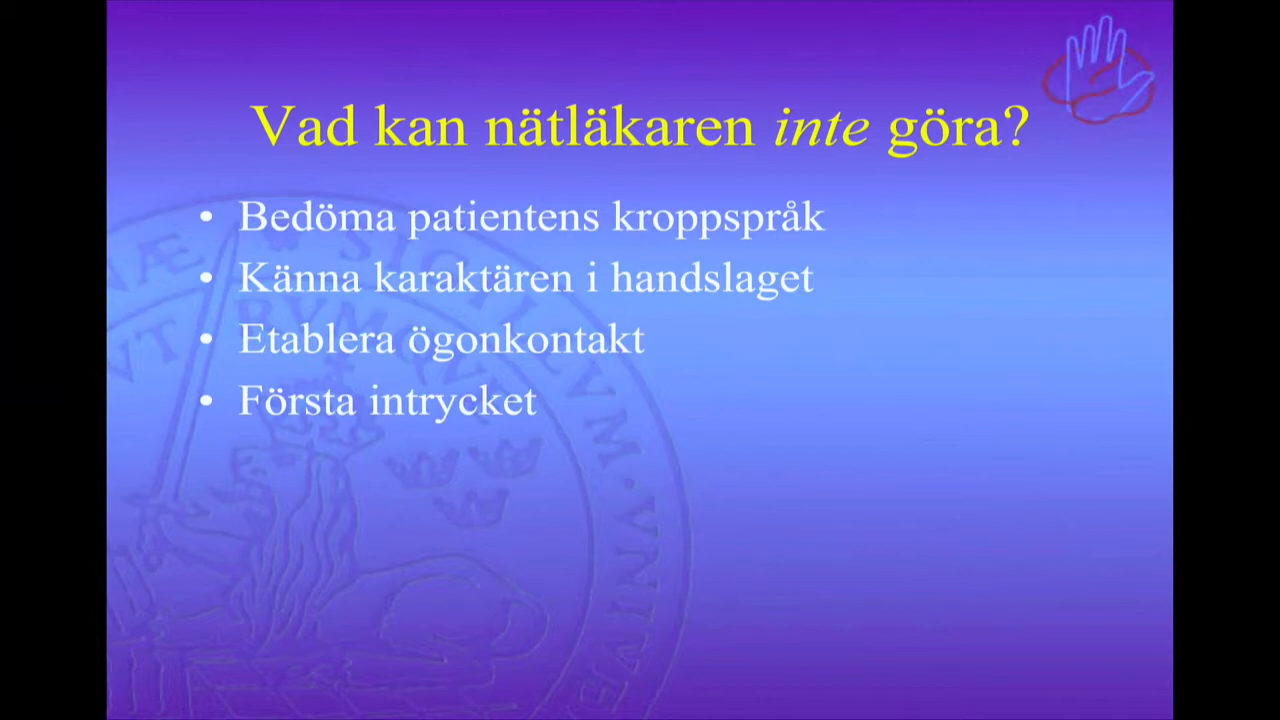 Vad kan nätläkaren inte göra?
• Bedöma patientens kroppspråk
• Känna karaktären i handslaget
• Etablera ögonkontakt
• Första intrycket